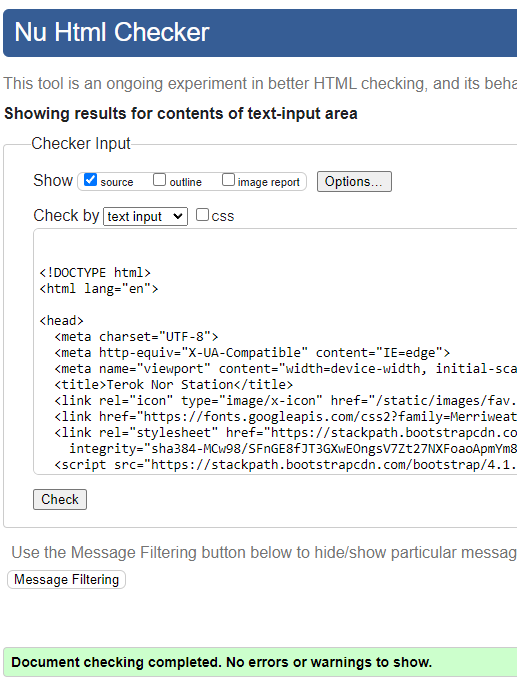 Nu Html Checker
This tool is an ongoing experiment in better HTML checking, and its beha
Showing results for contents of text-input area
Checker Input
Show source outline image report Options...
Check by text input css
<!DOCTYPE html>
<html lang="en">
<head>
<meta charset="UTF-8">
<meta http-equiv="X-UA-Compatible" content="IE=edge">
<meta name="viewport" content="width=device-width, initial-sca
<title>Terok Nor Station</title>
<link rel="icon" type="image/x-icon" href="/static/images/fav.
<link href="https://fonts.googleapis.com/css2?family=Merriweat
<link rel="stylesheet" href="https://stackpath.bootstrapcdn.co
integrity="sha384-MCw98/SFnGE8fJT3GXwEOngsV7Zt27NXFoaoApmYm8
<script src="https://stackpath.bootstrapcdn.com/bootstrap/4.1.
Check
Use the Message Filtering button below to hide/show particular messag
Message Filtering
Document checking completed. No errors or warnings to show.